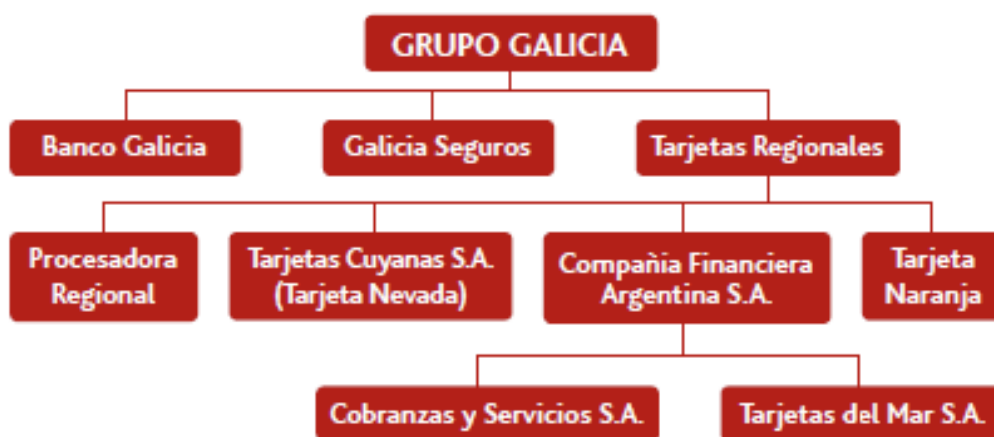 GRUPO GALICIA
Banco Galicia
Galicia Seguros
Tarjetas Regionales
Procesadora
Regional
Tarjetas Cuyanas S.A.
(Tarjeta Nevada)
Compañia Financiera
Argentina S.A.
Tarjeta
Naranja
Cobranzas y Servicios S.A.
Tarjetas del Mar S.A.